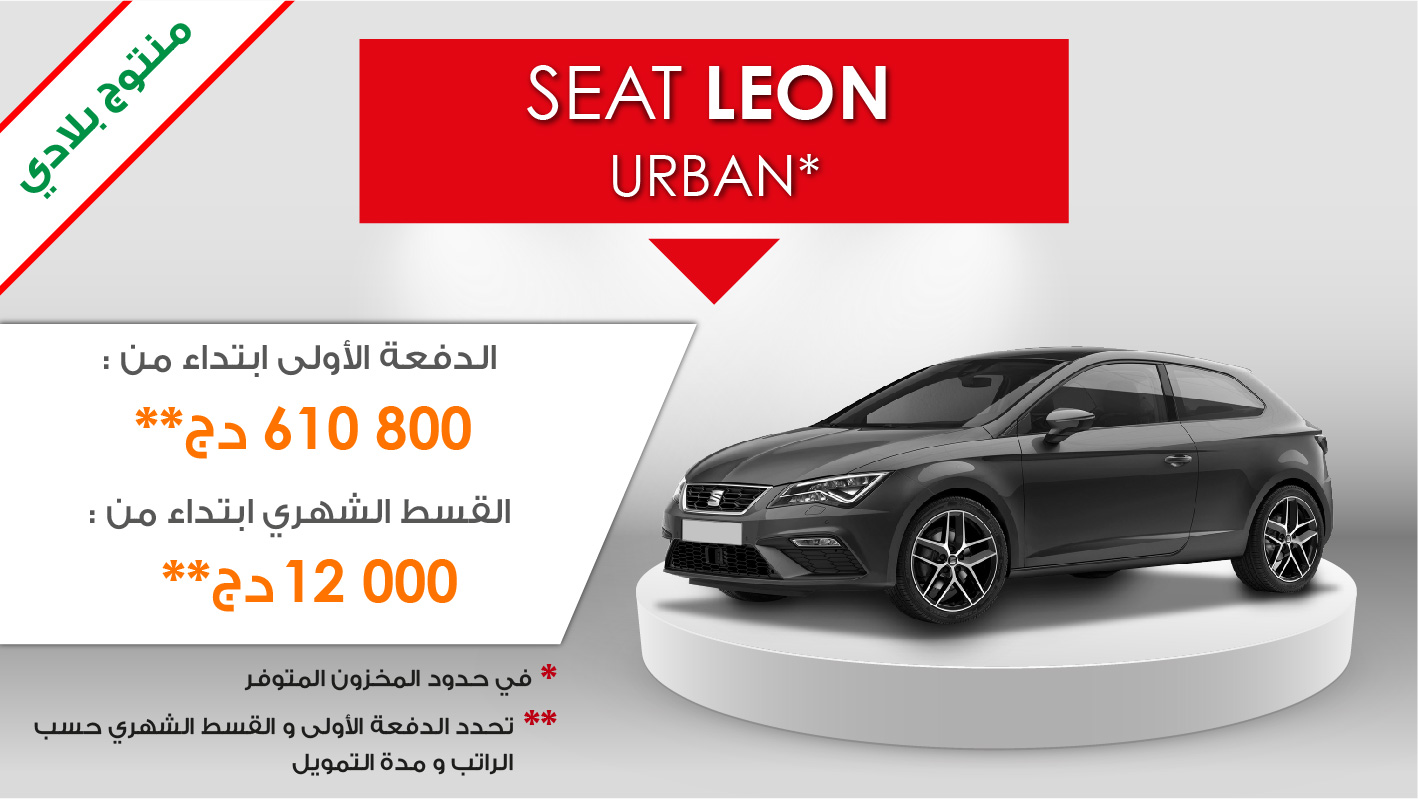 منتوج بلادي
SEAT LEON
URBAN*
الدفعة الأولى ابتداء من :
610 800 دج**
القسط الشهري ابتداء من :
12 000 دج**
* في حدود المخزون المتوفر
** تحدد الدفعة الأولى و القسط الشهري حسب
الراتب و مدة التمويل